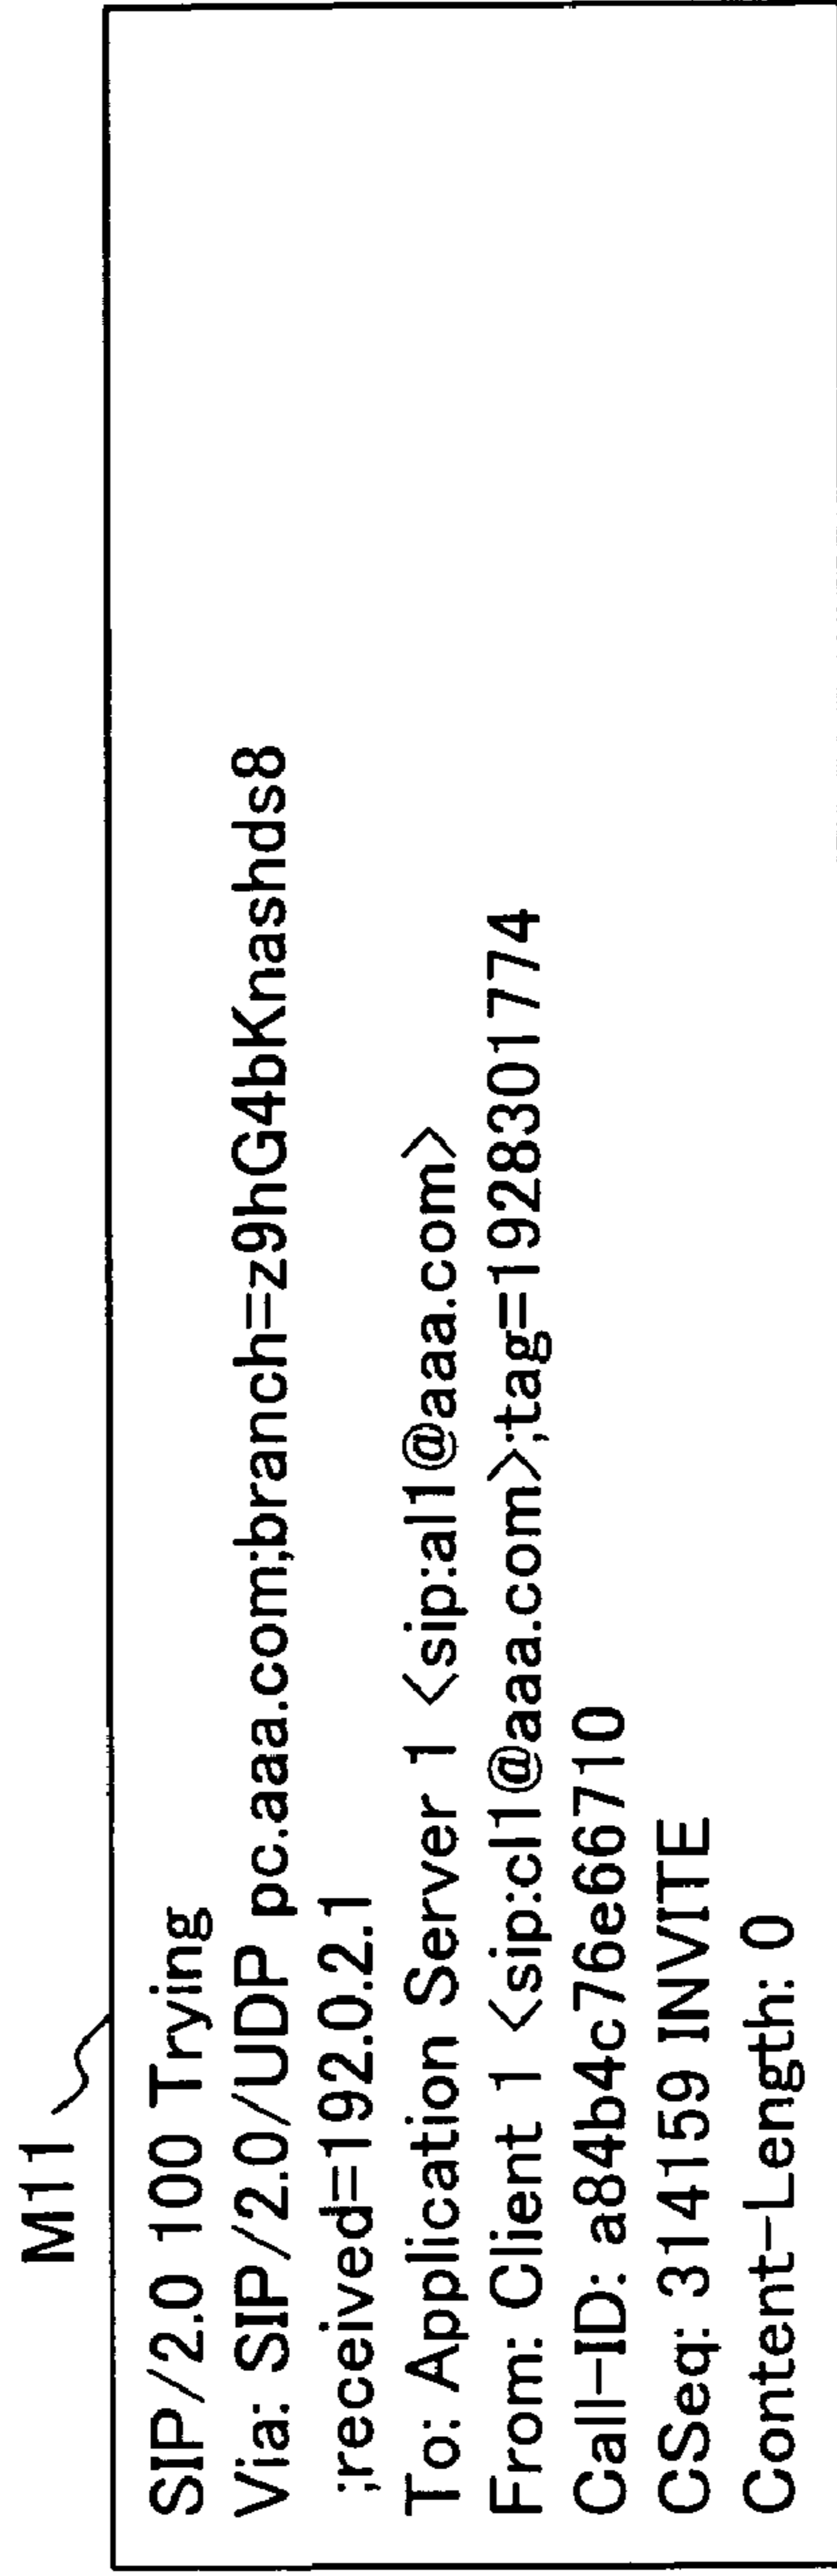 M11
SIP/2.0 100 Trying
Via: SIP/2.0/UDP pc.aaa.com;branch=z9hG4bKnashds8
;received=192.0.2.1
To: Application Server 1 <sip:al1@aaa.com>
From: Client 1 <sip:cl1@aaa.com>;tag=1928301774
Call-ID: a84b4c76e66710
CSeq: 314159 INVITE
Content-Length: 0